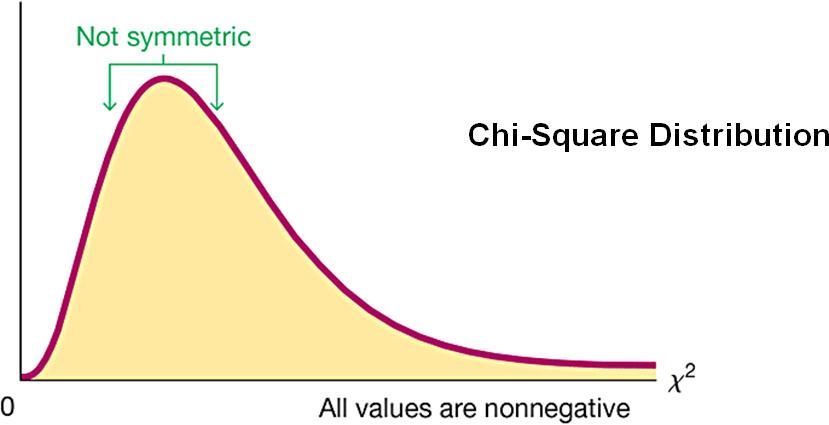 Not symmetric
Chi-Square Distribution
χ²
0
All values are nonnegative